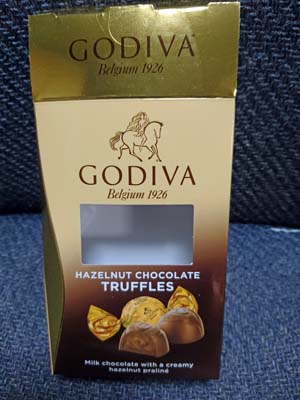 GODIVA
Belgium 1926
GODIVA
Belgium 1926
HAZELNUT CHOCOLATE
TRUFFLES
Milk chocolate with a creamy
hazelnut praliné